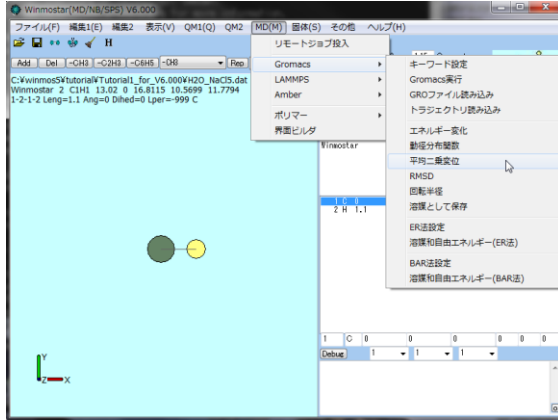 Winmostar(MD/NB/SPS) V6.000
ファイル(F) 編集1(E) 編集2 表示(V) QM1(Q) QM2 MD(M) 固体(S) その他 ヘルプ(H)
H
Add Del -CH3 -C2H3 -C6H5 -CH3 Rep
C:¥winmos5¥tutorial¥Tutorial1_for_V6.000¥H2O_NaCl5.dat
Winmostar 2 C1H1 13.02 0 16.8115 10.5699 11.7794
1-2-1-2 Leng=1.1 Ang=0 Dihed=0 Lper=-999 C
リモートジョブ投入
Gromacs
LAMMPS
Amber
ポリマー
界面ビルダ
キーワード設定
Gromacs実行
GROファイル読み込み
トラジェクトリ読み込み
エネルギー変化
動径分布関数
平均二乗変位
RMSD
回転半径
溶媒として保存
ER法設定
溶媒和自由エネルギー(ER法)
BAR法設定
溶媒和自由エネルギー(BAR法)
Winmostar
1 C 0
2 H 1.1
1 C 0 0 0 0 0 0
Debug 1 1 1 1
Y
Z X